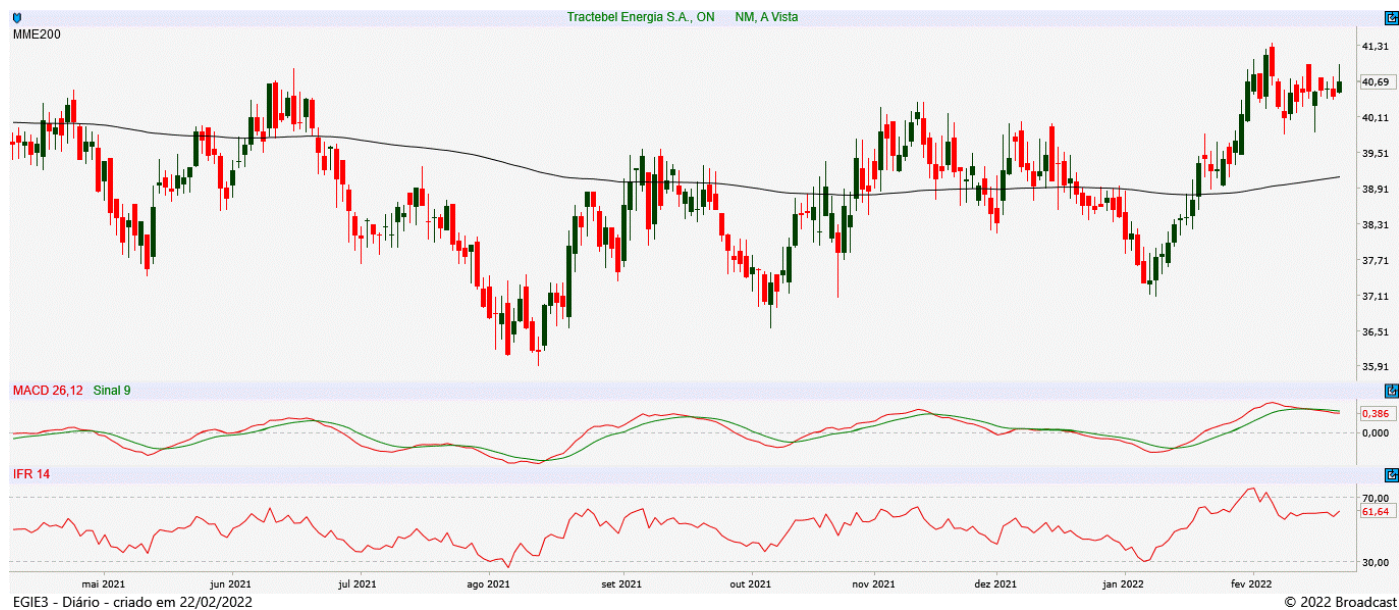 Tractebel Energia S.A., ON NM, A Vista
MME200
41,31
40,69
40,11
39,51
38,91
38,31
37,71
37,11
36,51
35,91
MACD 26,12 Sinal 9
0,386
0,000
IFR 14
70,00
61,64
30,00
mai 2021 jun 2021 jul 2021 ago 2021 set 2021 out 2021 nov 2021 dez 2021 jan 2022 fev 2022
EGIE3 - Diário - criado em 22/02/2022 © 2022 Broadcast